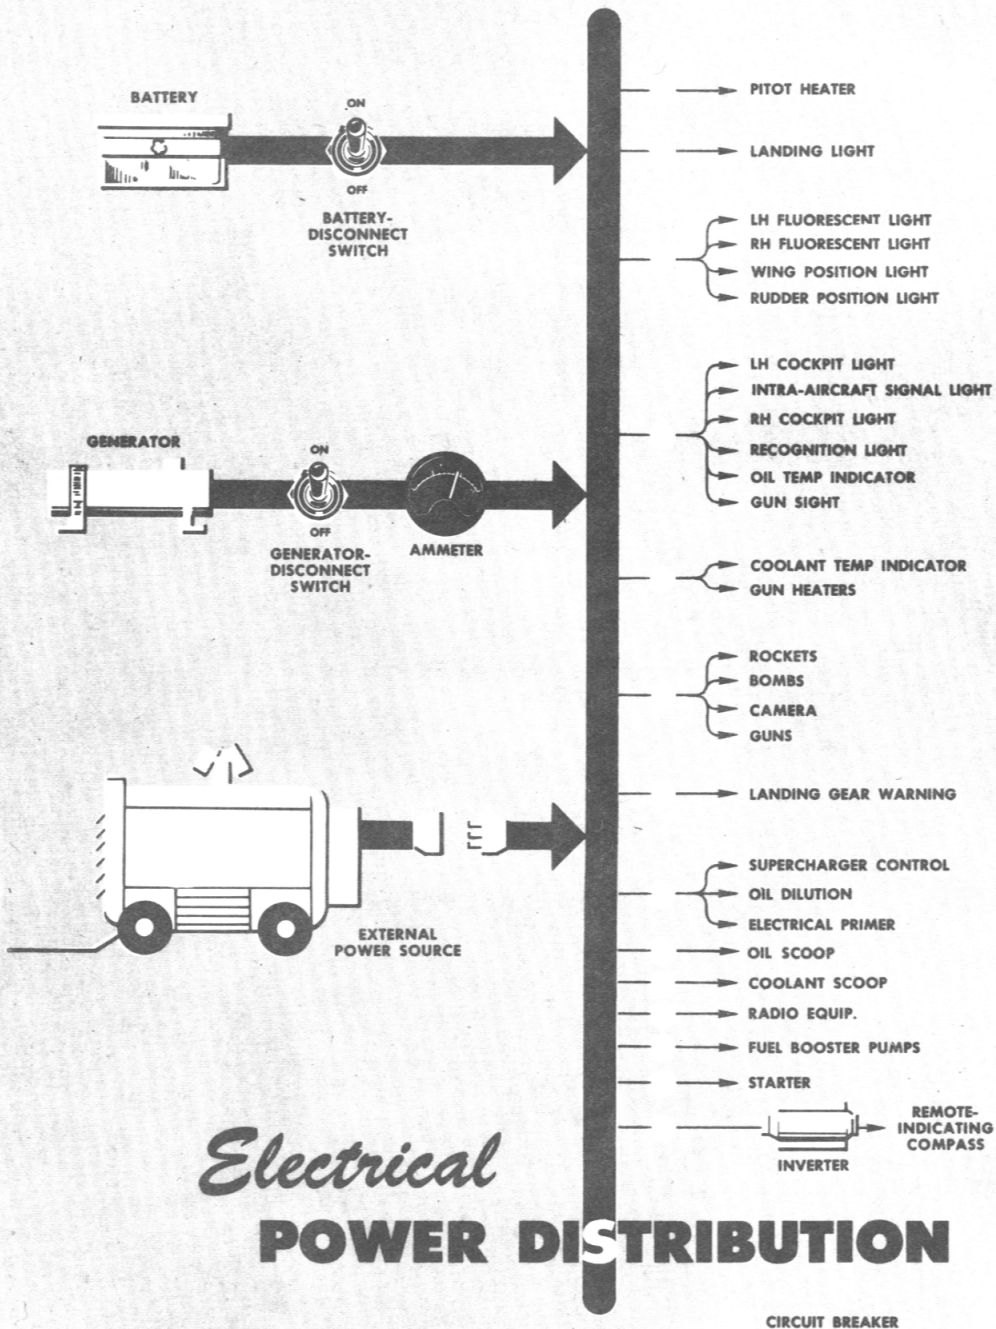 BATTERY
ON
OFF
BATTERY-
DISCONNECT
SWITCH
GENERATOR
ON
OFF
GENERATOR-
DISCONNECT
SWITCH
AMMETER
EXTERNAL
POWER SOURCE
PITOT HEATER
LANDING LIGHT
LH FLUORESCENT LIGHT
RH FLUORESCENT LIGHT
WING POSITION LIGHT
RUDDER POSITION LIGHT
LH COCKPIT LIGHT
INTRA-AIRCRAFT SIGNAL LIGHT
RH COCKPIT LIGHT
RECOGNITION LIGHT
OIL TEMP INDICATOR
GUN SIGHT
COOLANT TEMP INDICATOR
GUN HEATERS
ROCKETS
BOMBS
CAMERA
GUNS
LANDING GEAR WARNING
SUPERCHARGER CONTROL
OIL DILUTION
ELECTRICAL PRIMER
OIL SCOOP
COOLANT SCOOP
RADIO EQUIP.
FUEL BOOSTER PUMPS
STARTER
INVERTER
REMOTE-
INDICATING
COMPASS
Electrical
POWER DISTRIBUTION
CIRCUIT BREAKER